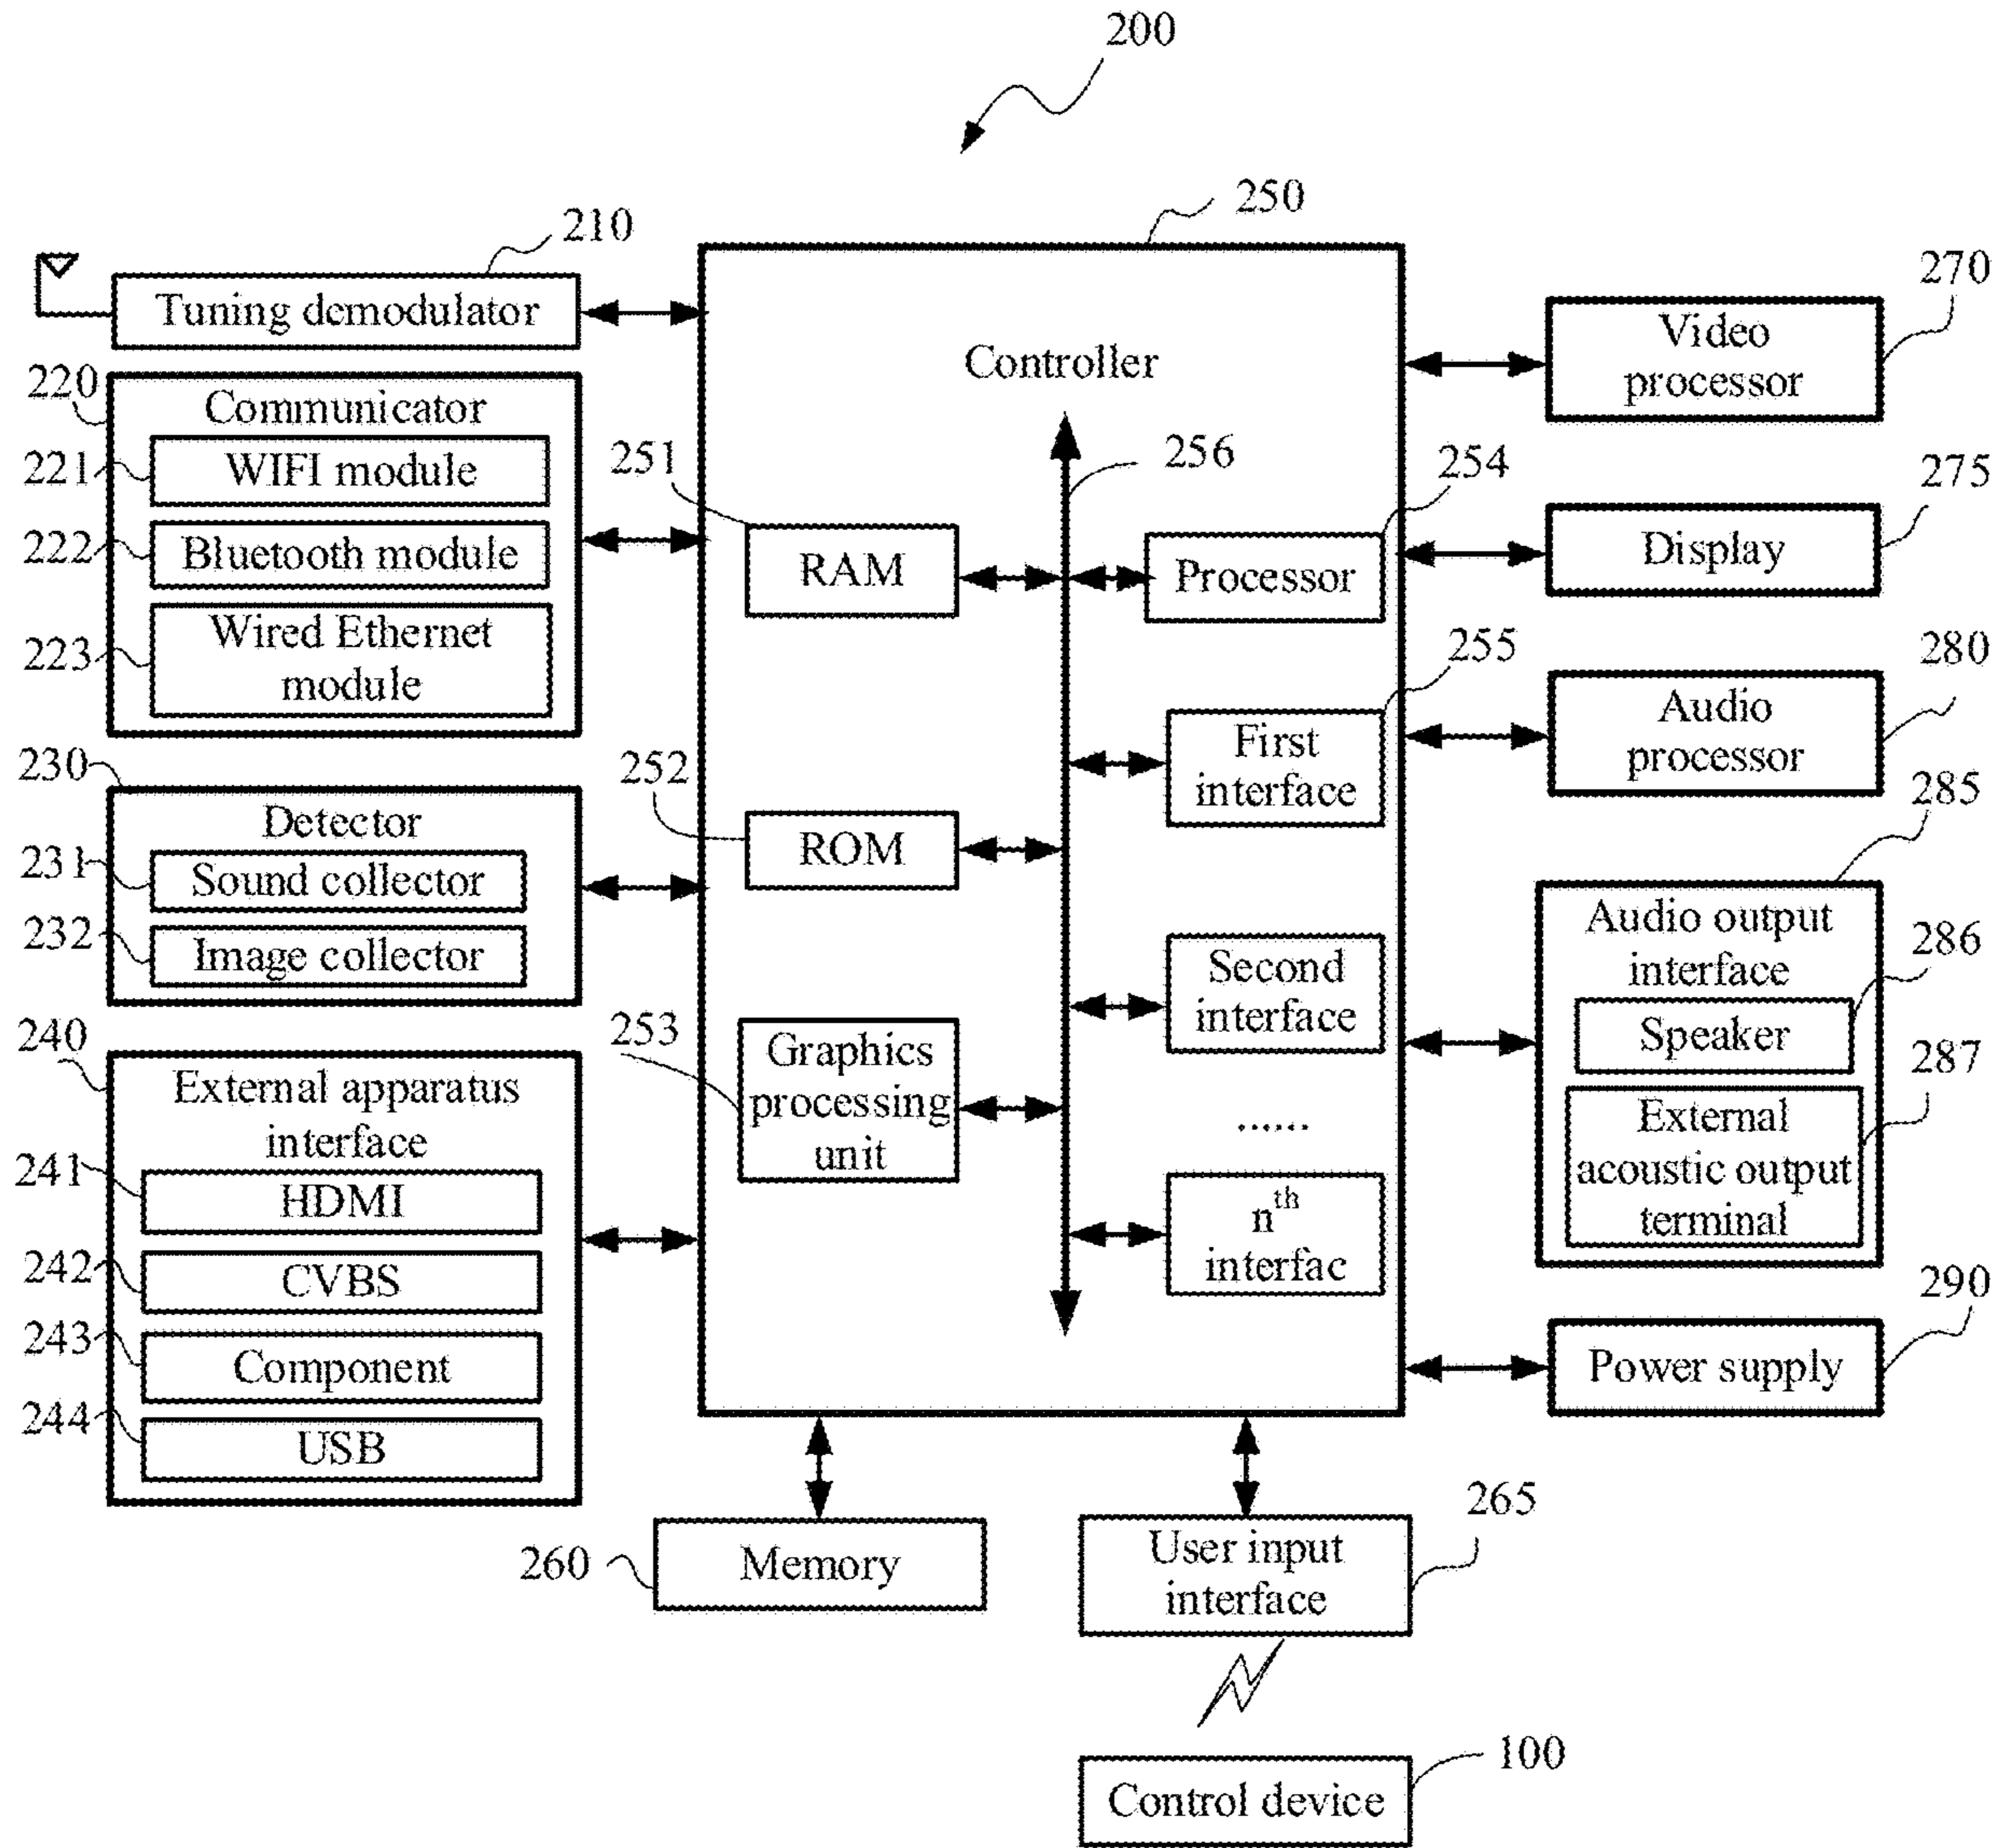 200
250
210
Tuning demodulator
220
Communicator
221
WIFI module
222
Bluetooth module
223
Wired Ethernet
module
230
Detector
231
Sound collector
232
Image collector
240
External apparatus
interface
241
HDMI
242
CVBS
243
Component
244
USB
Controller
256
251
RAM
252
ROM
253
Graphics
processing
unit
254
Processor
255
First
interface
Second
interface
......
nth
interfac
270
Video
processor
275
Display
280
Audio
processor
285
Audio output
interface
286
Speaker
287
External
acoustic output
terminal
290
Power supply
260
Memory
265
User input
interface
100
Control device